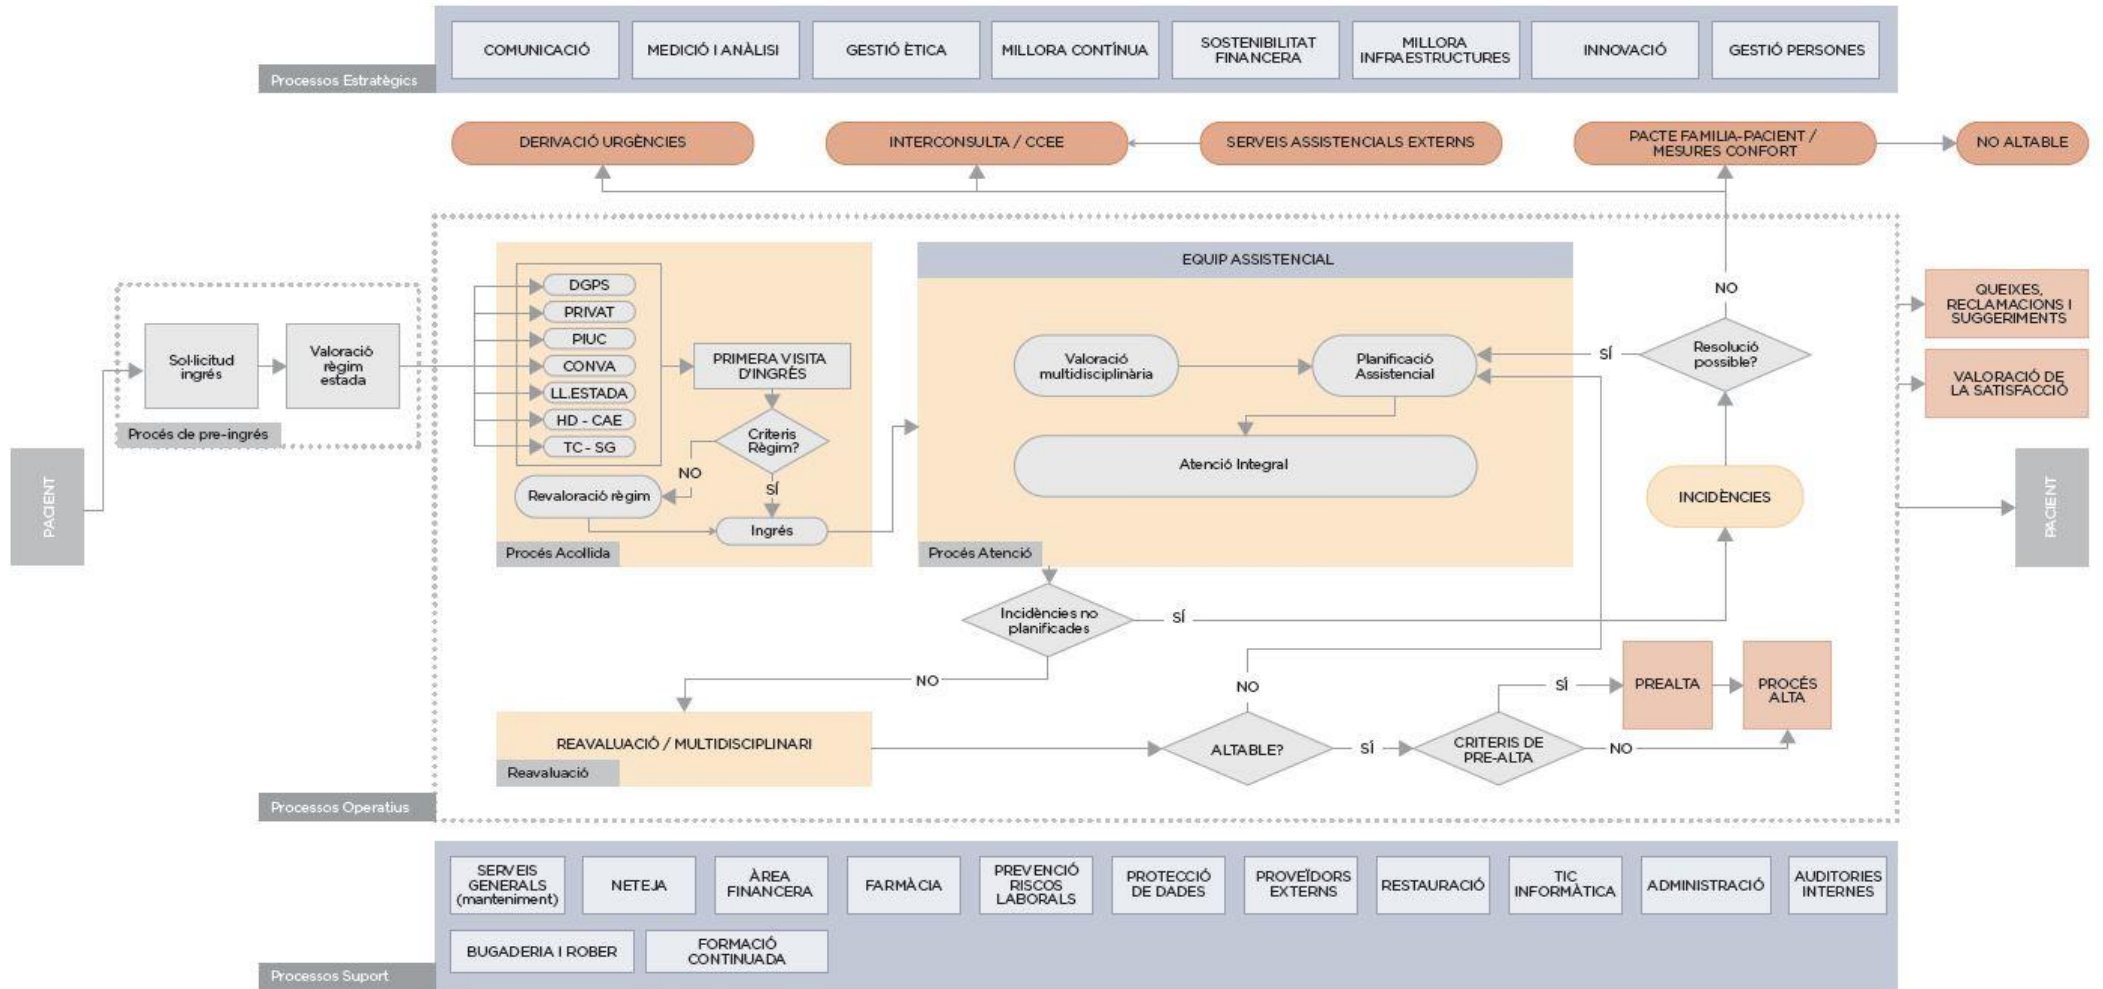 COMUNICACIÓ
MEDICIÓ I ANÀLISI
GESTIÓ ÈTICA
MILLORA CONTÍNUA
SOSTENIBILITAT
FINANCERA
MILLORA
INFRAESTRUCTURES
INNOVACIÓ
GESTIÓ PERSONES
Processos Estratègics
DERIVACIÓ URGÈNCIES
INTERCONSULTA / CCEE
SERVEIS ASSISTENCIALS EXTERNS
PACTE FAMILIA-PACIENT /
MESURES CONFORT
NO ALTABLE
PACIENT
Sol·licitud
ingrés
Valoració
règim
estada
Procés de pre-ingrés
DGPS
PRIVAT
PIUC
CONVA
LL.ESTADA
HD - CAE
TC - SG
PRIMERA VISITA
D'INGRÉS
Criteris
Règim?
NO
SÍ
Revaloració règim
Ingrés
Procés Acollida
EQUIP ASSISTENCIAL
Valoració
multidisciplinària
Planificació
Assistencial
Atenció Integral
Procés Atenció
SÍ
Resolució
possible?
NO
INCIDÈNCIES
QUEIXES,
RECLAMACIONS I
SUGGERIMENTS
VALORACIÓ DE
LA SATISFACCIÓ
PACIENT
Incidències no
planificades
SÍ
NO
REAVALUACIÓ / MULTIDISCIPLINARI
Reavaluació
ALTABLE?
NO
SÍ
CRITERIS DE
PRE-ALTA
SÍ
NO
PREALTA
PROCÉS
ALTA
Processos Operatius
SERVEIS
GENERALS
(manteniment)
NETEJA
ÀREA
FINANCERA
FARMÀCIA
PREVENCIÓ
RISCOS
LABORALS
PROTECCIÓ
DE DADES
PROVEÏDORS
EXTERNS
RESTAURACIÓ
TIC
INFORMÀTICA
ADMINISTRACIÓ
AUDITORIES
INTERNES
BUGADERIA I ROBER
FORMACIÓ
CONTINUADA
Processos Suport